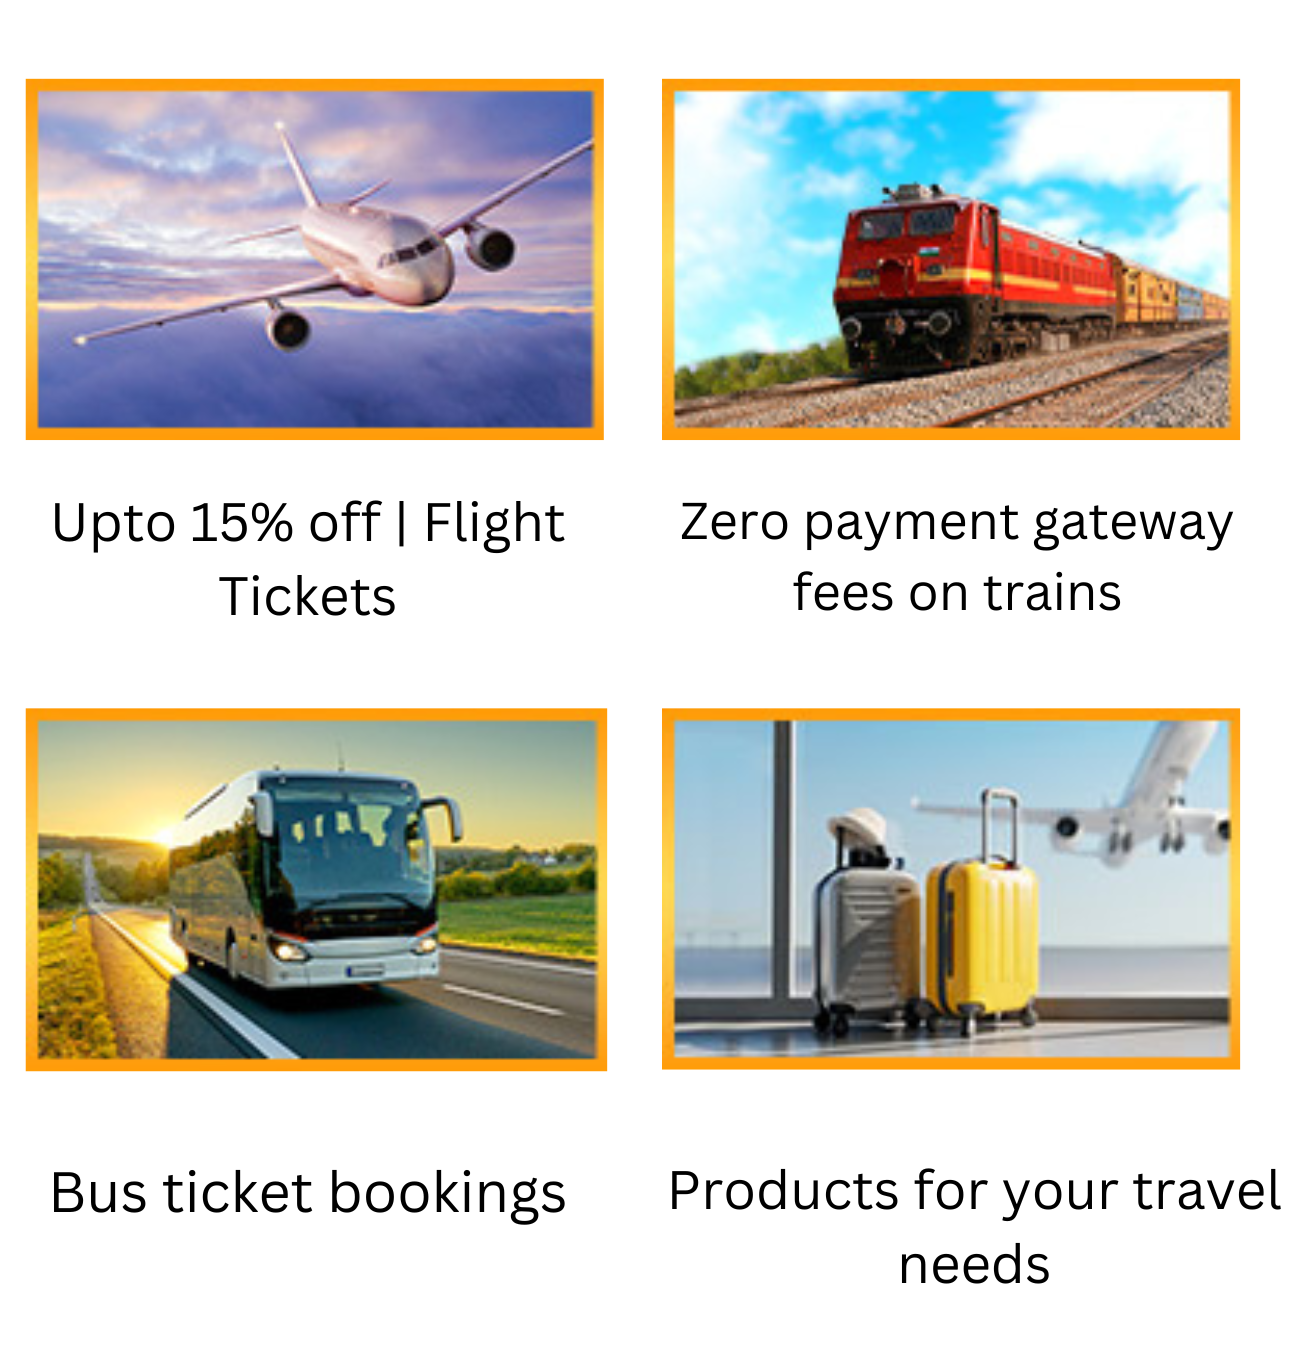 Upto 15% off | Flight
Tickets
Zero payment gateway
fees on trains
Bus ticket bookings
Products for your travel
needs